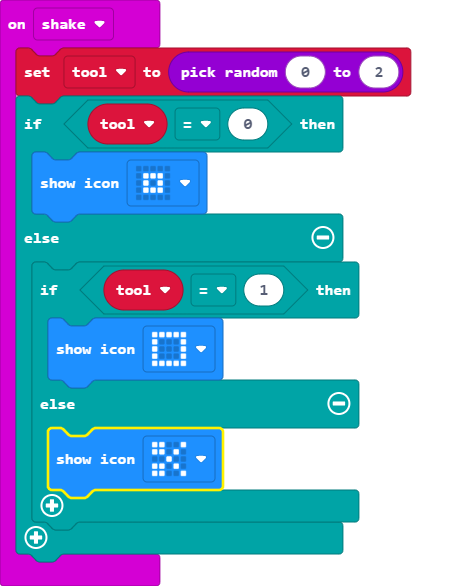 on shake
set tool to pick random 0 to 2
if tool = 0 then
show icon
else
if tool = 1 then
show icon
else
show icon